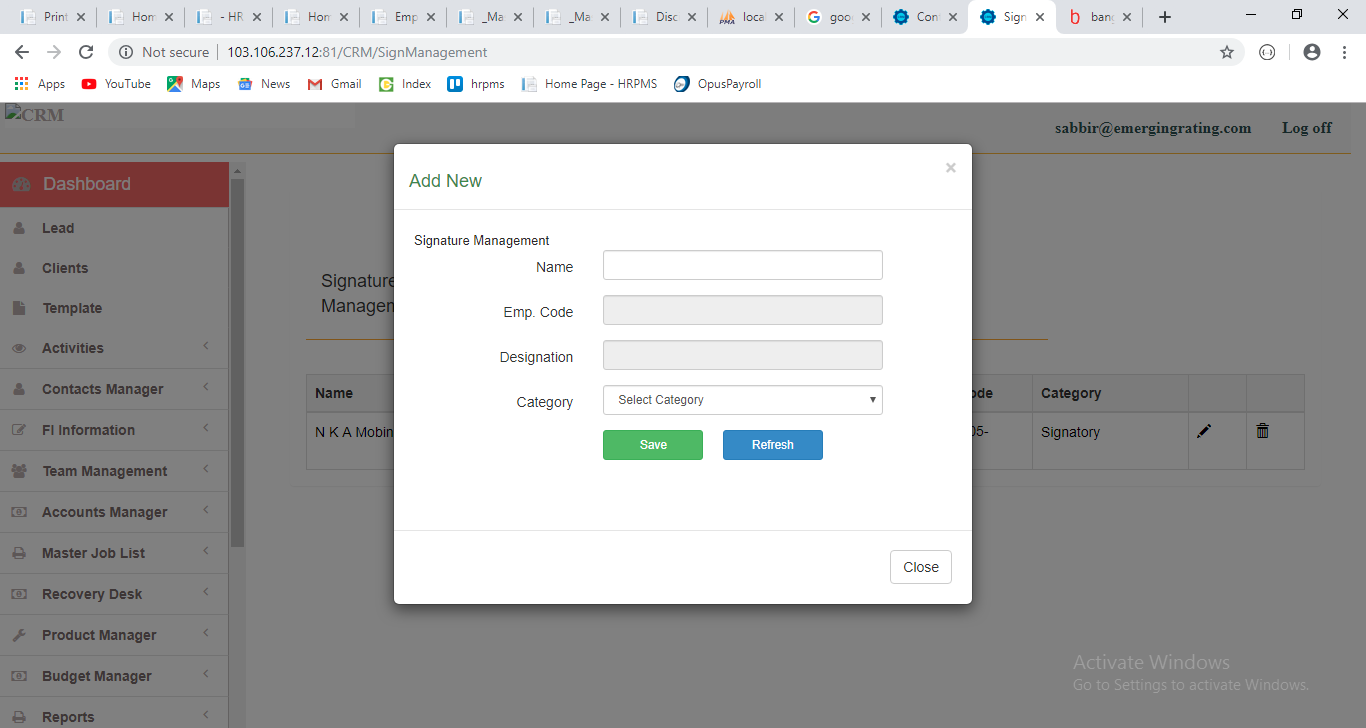 Print Hom - HR Hom Emp _Ma _Ma Disc local goo Con Sign bang
Not secure 103.106.237.12:81/CRM/SignManagement
Apps YouTube Maps News Gmail Index hrpms Home Page - HRPMS OpusPayroll
CRM
sabbir@emergingrating.com Log off
Dashboard
Lead
Clients
Template
Activities
Contacts Manager
FI Information
Team Management
Accounts Manager
Master Job List
Recovery Desk
Product Manager
Budget Manager
Reports
Signature
Managem
Name ode Category
N K A Mobin 05- Signatory
Add New
×
Signature Management
Name
Emp. Code
Designation
Category Select Category
Save Refresh
Close
Activate Windows
Go to Settings to activate Windows.